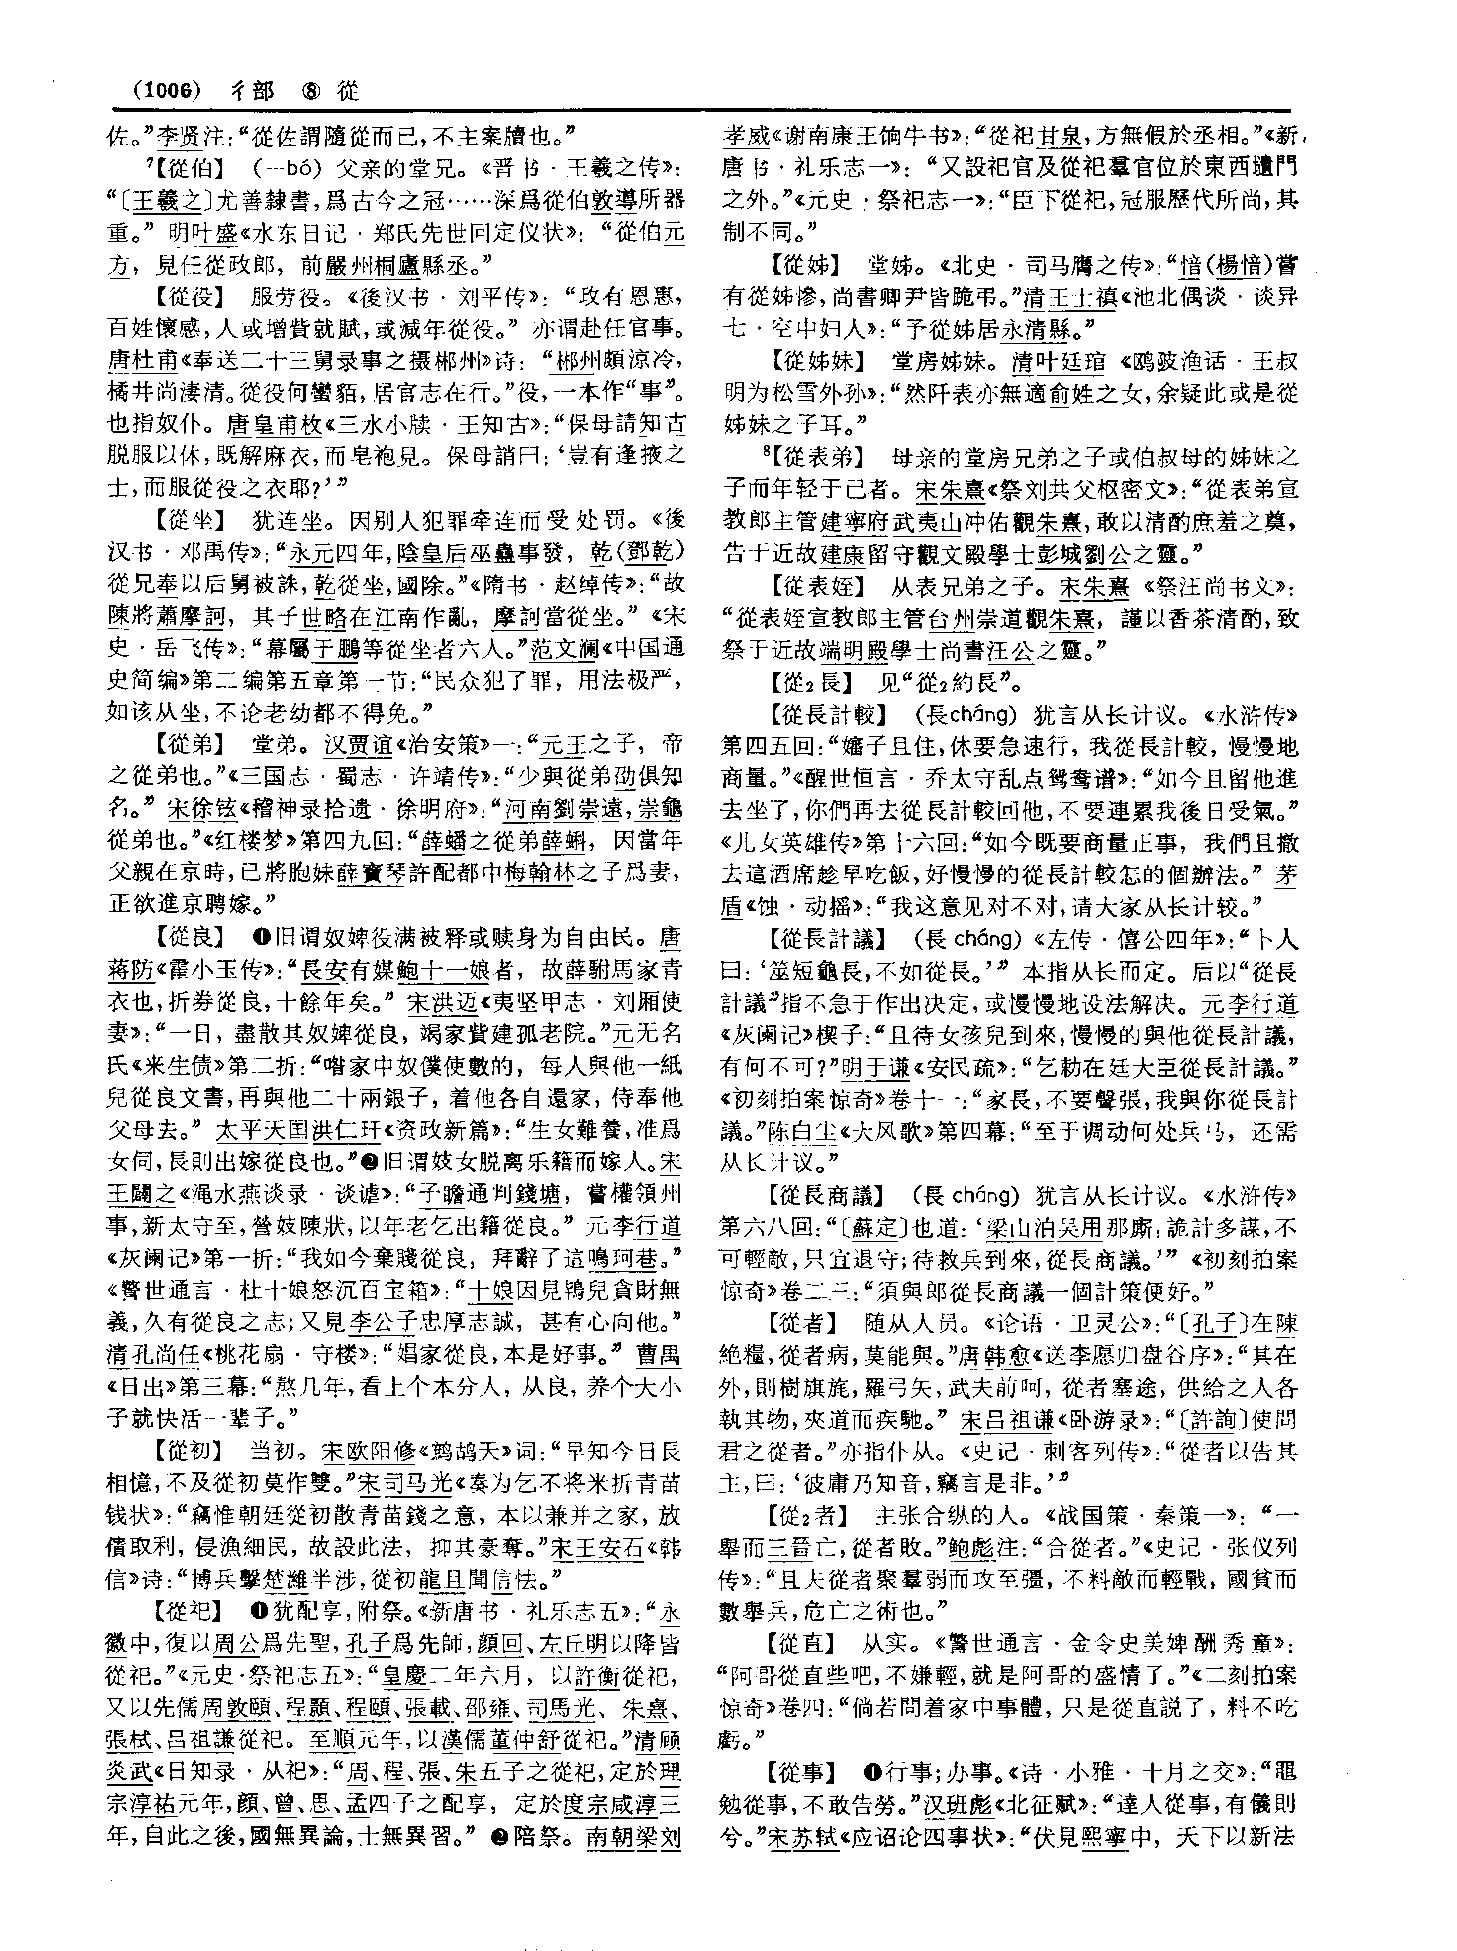 (1006) 彳部 ⑧ 從
佐。”李贤注：“從佐謂隨從而已，不主案牘也。”
7【從伯】 （—bó）父亲的堂兄。《晋书·王羲之传》：
“〔王羲之〕尤善隸書，爲古今之冠……深爲從伯敦導所器
重。” 明叶盛《水东日记·郑氏先世回定仪状》：“從伯元
方，見任從政郎，前嚴州桐廬縣丞。”
【從役】 服劳役。《後汉书·刘平传》：“政有恩惠，
百姓懷感，人或增貲就賦，或減年從役。” 亦谓赴任官事。
唐杜甫《奉送二十三舅录事之摄郴州》诗：“郴州頗涼冷，
橘井尚淒清。從役何蠻貊，居官志在行。”役，一本作“事”。
也指奴仆。唐皇甫枚《三水小牍·王知古》：“保母請知古
脱服以休，既解麻衣，而皂袍見。保母誚曰：‘豈有逢掖之
士，而服從役之衣耶？’”
【從坐】 犹连坐。因别人犯罪牵连而受处罚。《後
汉书·邓禹传》：“永元四年，陰皇后巫蠱事發，乾（鄧乾）
從兄奉以后舅被誅，乾從坐，國除。”《隋书·赵绰传》：“故
陳將蕭摩訶，其子世略在江南作亂，摩訶當從坐。”《宋
史·岳飞传》：“幕屬于鵬等從坐者六人。”范文澜《中国通
史简编》第二编第五章第一节：“民众犯了罪，用法极严，
如该从坐，不论老幼都不得免。”
【從弟】 堂弟。汉贾谊《治安策》一：“元王之子，帝
之從弟也。”《三国志·蜀志·许靖传》：“少與從弟劭俱知
名。” 宋徐铉《稽神录拾遗·徐明府》：“河南劉崇遠，崇龜
從弟也。”《红楼梦》第四九回：“薛蟠之從弟薛蝌，因當年
父親在京時，已將胞妹薛寶琴許配都中梅翰林之子爲妻，
正欲進京聘嫁。”
【從良】 ❶旧谓奴婢役满被释或赎身为自由民。唐
蒋防《霍小玉传》：“長安有媒鮑十一娘者，故薛駙馬家青
衣也，折券從良，十餘年矣。” 宋洪迈《夷坚甲志·刘厢使
妻》：“一日，盡散其奴婢從良，竭家貲建孤老院。”元无名
氏《来生债》第二折：“喒家中奴僕使數的，每人與他一紙
兒從良文書，再與他二十兩銀子，着他各自還家，侍奉他
父母去。” 太平天国洪仁玕《资政新篇》：“生女難養，准爲
女伺，長則出嫁從良也。”❷旧谓妓女脱离乐籍而嫁人。宋
王闢之《渑水燕谈录·谈谑》：“子瞻通判錢塘，嘗權領州
事，新太守至，營妓陳狀，以年老乞出籍從良。” 元李行道
《灰阑记》第一折：“我如今棄賤從良，拜辭了這鳴珂巷。”
《警世通言·杜十娘怒沉百宝箱》：“十娘因見鴇兒貪財無
義，久有從良之志；又見李公子忠厚志誠，甚有心向他。”
清孔尚任《桃花扇·守楼》：“娼家從良，本是好事。” 曹禺
《日出》第三幕：“熬几年，看上个本分人，从良，养个大小
子就快活一辈子。”
【從初】 当初。宋欧阳修《鹧鸪天》词：“早知今日長
相憶，不及從初莫作雙。”宋司马光《奏为乞不将米折青苗
钱状》：“竊惟朝廷從初散青苗錢之意，本以兼并之家，放
債取利，侵漁細民，故設此法，抑其豪奪。”宋王安石《韩
信》诗：“博兵擊楚濰半涉，從初龍且聞信怯。”
【從祀】 ❶犹配享，附祭。《新唐书·礼乐志五》：“永
徽中，復以周公爲先聖，孔子爲先師，顔回、左丘明以降皆
從祀。”《元史·祭祀志五》：“皇慶二年六月，以許衡從祀，
又以先儒周敦頤、程顥、程頤、張載、邵雍、司馬光、朱熹、
張栻、吕祖謙從祀。至順元年，以漢儒董仲舒從祀。”清顾
炎武《日知录·从祀》：“周、程、張、朱五子之從祀，定於理
宗淳祐元年，顔、曾、思、孟四子之配享，定於度宗咸淳三
年，自此之後，國無異論，士無異習。” ❷陪祭。南朝梁刘
孝威《谢南康王饷牛书》：“從祀甘泉，方無假於丞相。”《新
唐书·礼乐志一》：“又設祀官及從祀羣官位於東西壝門
之外。”《元史·祭祀志一》：“臣下從祀，冠服歷代所尚，其
制不同。”
【從姊】 堂姊。《北史·司马膺之传》：“愔（楊愔）嘗
有從姊慘，尚書卿尹皆跪弔。”清王士禛《池北偶谈·谈异
七·空中妇人》：“予從姊居永清縣。”
【從姊妹】 堂房姊妹。清叶廷琯《鸥陂渔话·王叔
明为松雪外孙》：“然阡表亦無適俞姓之女，余疑此或是從
姊妹之子耳。”
8【從表弟】 母亲的堂房兄弟之子或伯叔母的姊妹之
子而年轻于己者。宋朱熹《祭刘共父枢密文》：“從表弟宣
教郎主管建寧府武夷山冲佑觀朱熹，敢以清酌庶羞之奠，
告于近故建康留守觀文殿學士彭城劉公之靈。”
【從表姪】 从表兄弟之子。宋朱熹《祭汪尚书文》：
“從表姪宣教郎主管台州崇道觀朱熹，謹以香茶清酌，致
祭于近故端明殿學士尚書汪公之靈。”
【從2長】 见“從2約長”。
【從長計較】 （長cháng）犹言从长计议。《水浒传》
第四五回：“嬸子且住，休要急速行，我從長計較，慢慢地
商量。”《醒世恒言·乔太守乱点鸳鸯谱》：“如今且留他進
去坐了，你們再去從長計較回他，不要連累我後日受氣。”
《儿女英雄传》第十六回：“如今既要商量正事，我們且撤
去這酒席趁早吃飯，好慢慢的從長計較怎的個辦法。” 茅
盾《蚀·动摇》：“我这意见对不对，请大家从长计较。”
【從長計議】 （長cháng）《左传·僖公四年》：“卜人
曰：‘筮短龜長，不如從長。’” 本指从长而定。后以“從長
計議”指不急于作出决定，或慢慢地设法解决。元李行道
《灰阑记》楔子：“且待女孩兒到來，慢慢的與他從長計議，
有何不可？”明于谦《安民疏》：“乞勅在廷大臣從長計議。”
《初刻拍案惊奇》卷十一：“家長，不要聲張，我與你從長計
議。”陈白尘《大风歌》第四幕：“至于调动何处兵马，还需
从长计议。”
【從長商議】 （長cháng）犹言从长计议。《水浒传》
第六八回：“〔蘇定〕也道：‘梁山泊吴用那廝，詭計多謀，不
可輕敵，只宜退守；待救兵到來，從長商議。’”《初刻拍案
惊奇》卷二三：“須與郎從長商議一個計策便好。”
【從者】 随从人员。《论语·卫灵公》：“〔孔子〕在陳
絶糧，從者病，莫能興。”唐韩愈《送李愿归盘谷序》：“其在
外，則樹旗旄，羅弓矢，武夫前呵，從者塞途，供給之人各
執其物，夾道而疾馳。” 宋吕祖谦《卧游录》：“〔許詢〕使問
君之從者。”亦指仆从。《史记·刺客列传》：“從者以告其
主，曰：‘彼庸乃知音，竊言是非。’”
【從2者】 主张合纵的人。《战国策·秦策一》：“一
舉而三晉亡，從者敗。”鲍彪注：“合從者。”《史记·张仪列
传》：“且夫從者聚羣弱而攻至彊，不料敵而輕戰，國貧而
數舉兵，危亡之術也。”
【從直】 从实。《警世通言·金令史美婢酬秀童》：
“阿哥從直些吧，不嫌輕，就是阿哥的盛情了。”《二刻拍案
惊奇》卷四：“倘若問着家中事體，只是從直説了，料不吃
虧。”
【從事】 ❶行事；办事。《诗·小雅·十月之交》：“黽
勉從事，不敢告勞。”汉班彪《北征赋》：“達人從事，有儀則
兮。”宋苏轼《应诏论四事状》：“伏見熙寧中，天下以新法